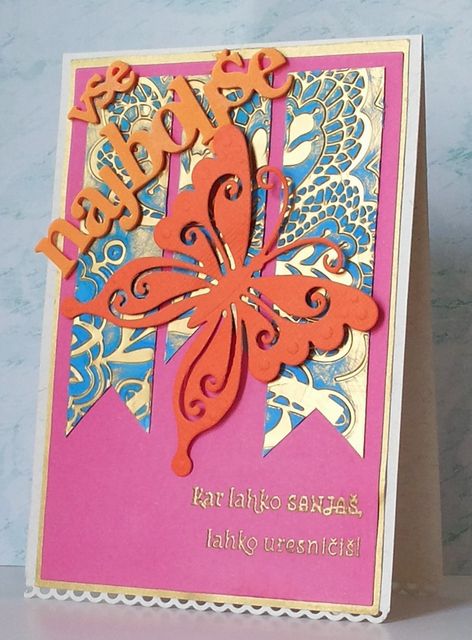 vse
najboljše
Kar lahko SANJAŠ,
lahko uresničiš!